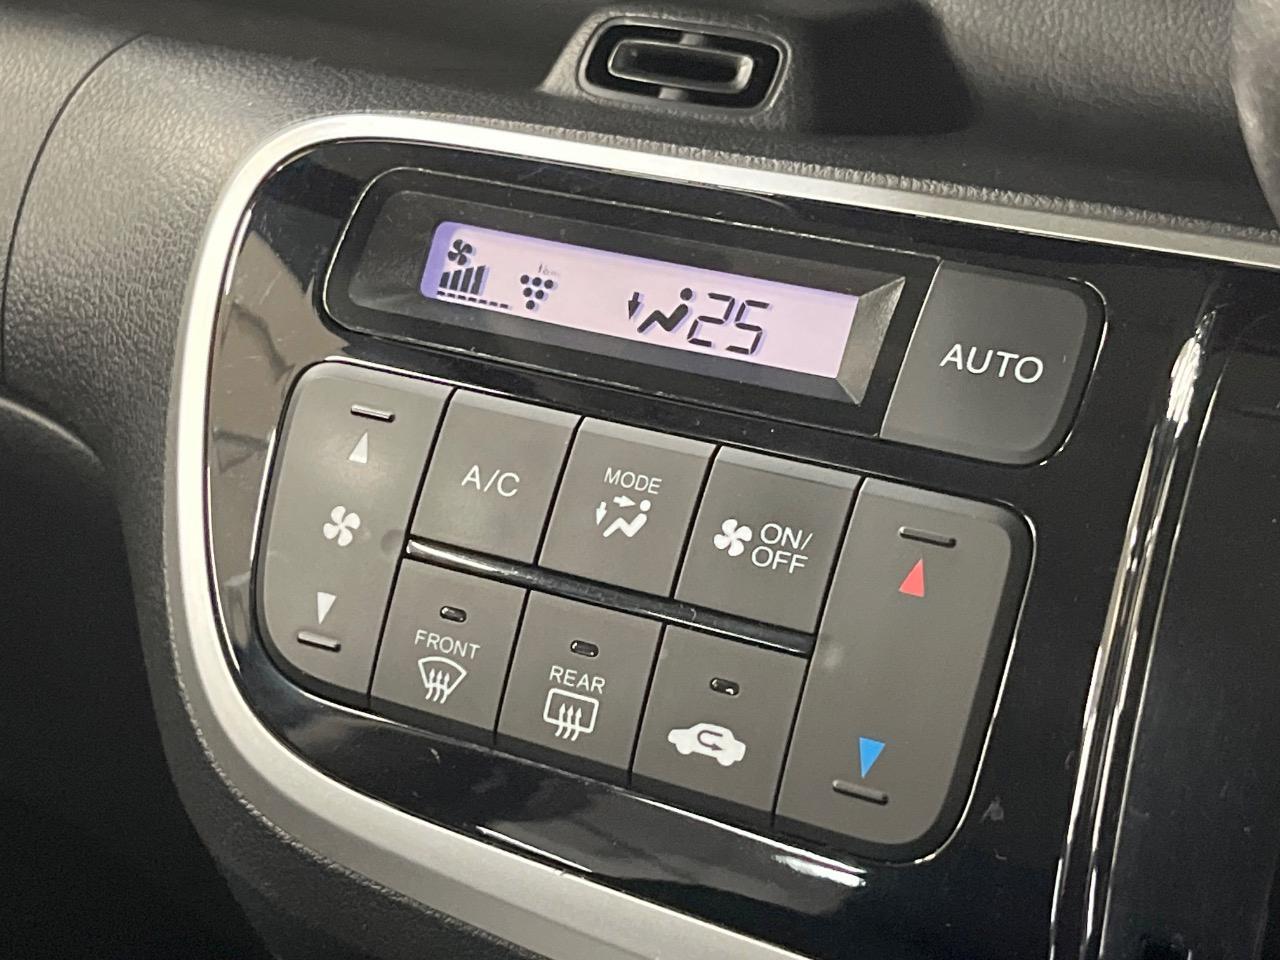 25
AUTO
A/C
MODE
ON/
OFF
FRONT
REAR